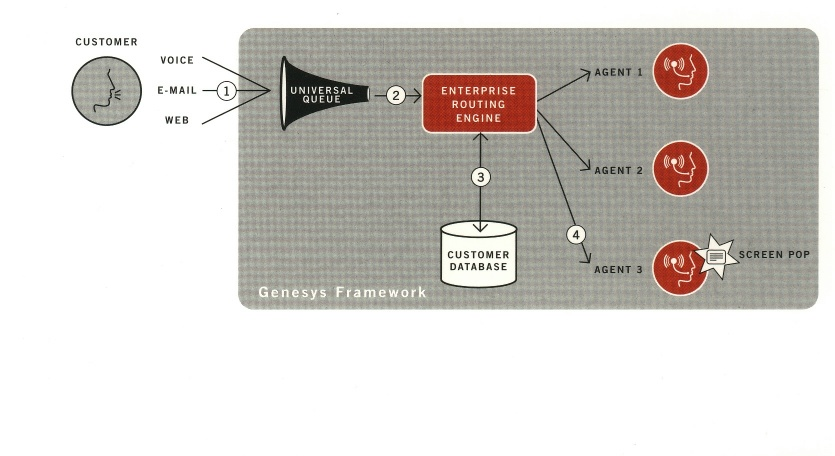 CUSTOMER
VOICE
E-MAIL
WEB
1
UNIVERSAL
QUEUE
2
ENTERPRISE
ROUTING
ENGINE
3
CUSTOMER
DATABASE
4
AGENT 1
AGENT 2
AGENT 3
SCREEN POP
Genesys Framework